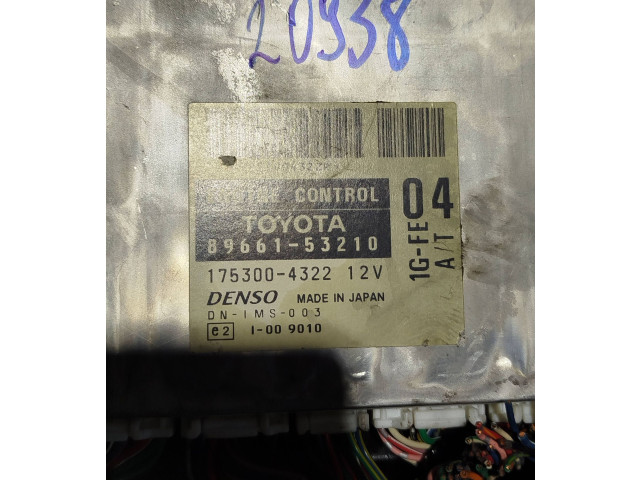 20938
CONTROL
TOYOTA
89661-53210
175300-4322 12V
DENSO MADE IN JAPAN
DN-IMS-003
e2 I-00 9010
04
1G-FE
A/T